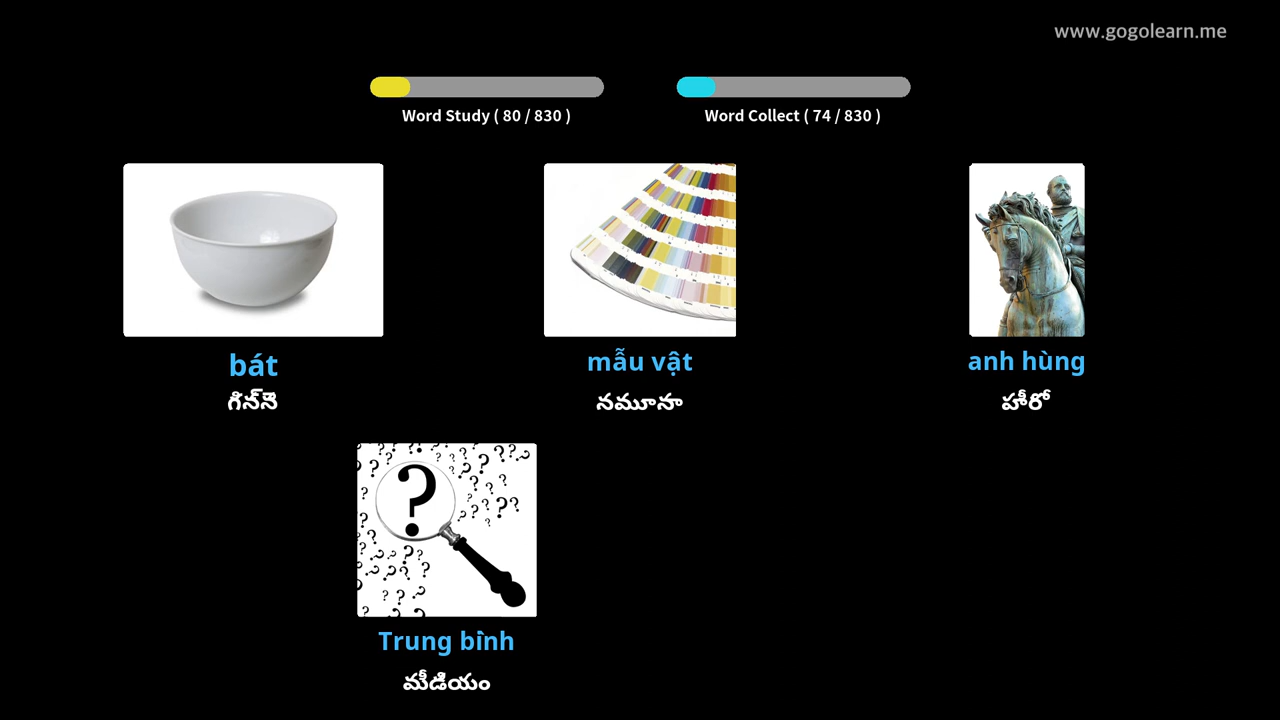 www.gogolearn.me
Word Study ( 80 / 830 )
Word Collect ( 74 / 830 )
bát
గిన్‌నె
mẫu vật
నమూనా
anh hùng
హీరో
Trung bình
మీడియం